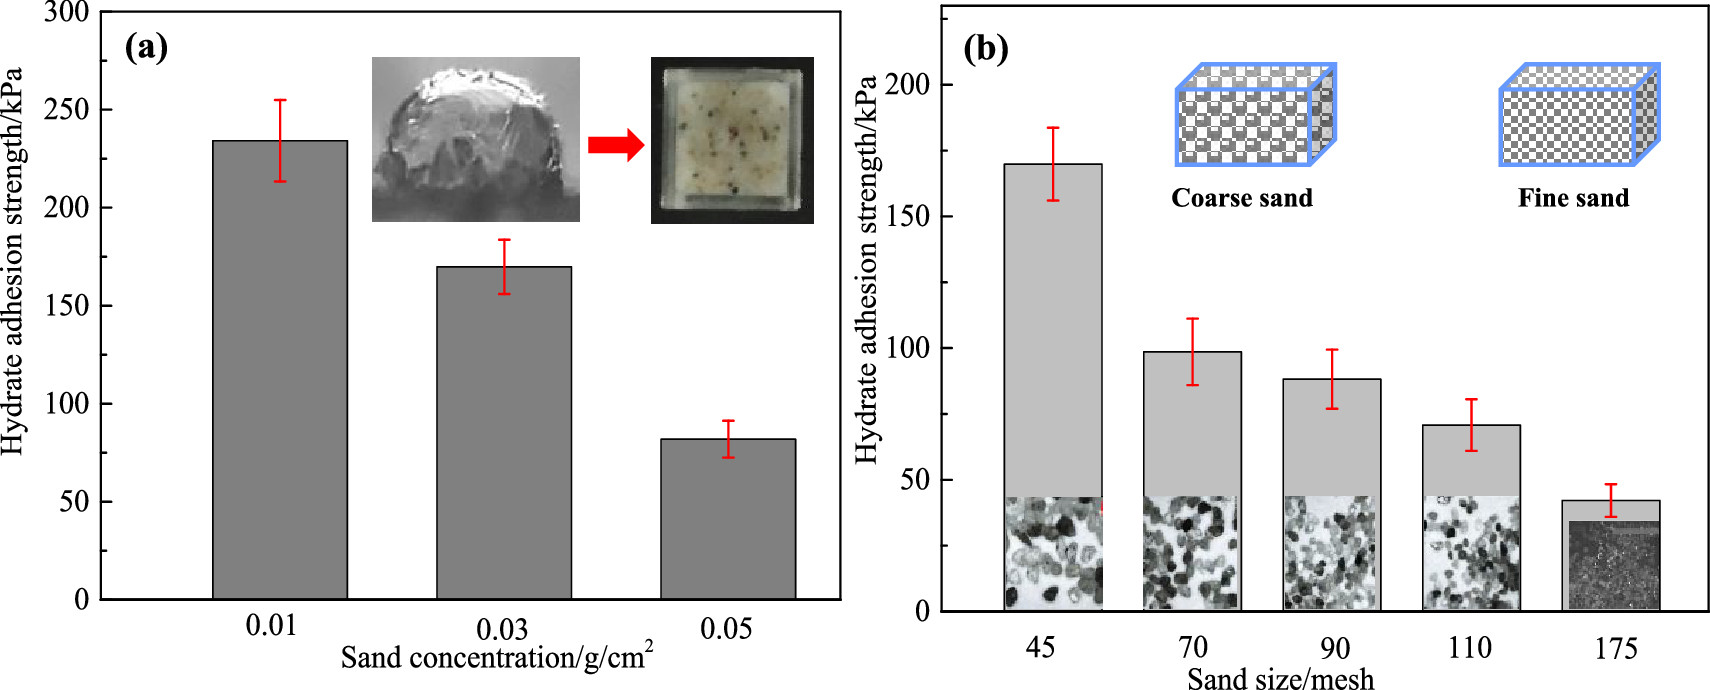 (a)
Hydrate adhesion strength/kPa
300
250
200
150
100
50
0
0.01 0.03 0.05
Sand concentration/g/cm²
(b)
Hydrate adhesion strength/kPa
200
150
100
50
0
Coarse sand Fine sand
45 70 90 110 175
Sand size/mesh